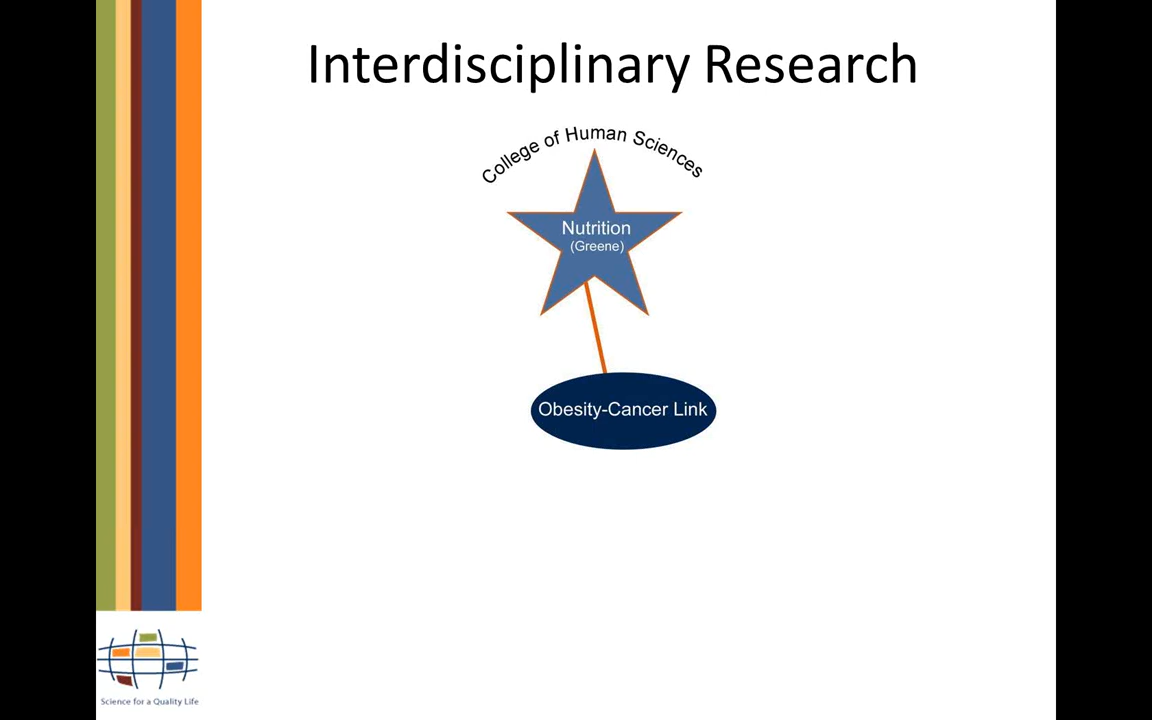 Interdisciplinary Research
College of Human Sciences
Nutrition
(Greene)
Obesity-Cancer Link
Science for a Quality Life